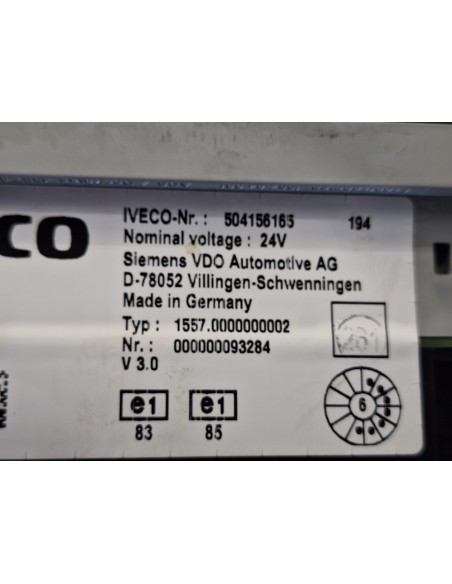 CO
IVECO-Nr. : 504156163 194
Nominal voltage : 24V
Siemens VDO Automotive AG
D-78052 Villingen-Schwenningen
Made in Germany
Typ : 1557.0000000002
Nr. : 000000093284
V 3.0
261
e1 e1 6
83 85